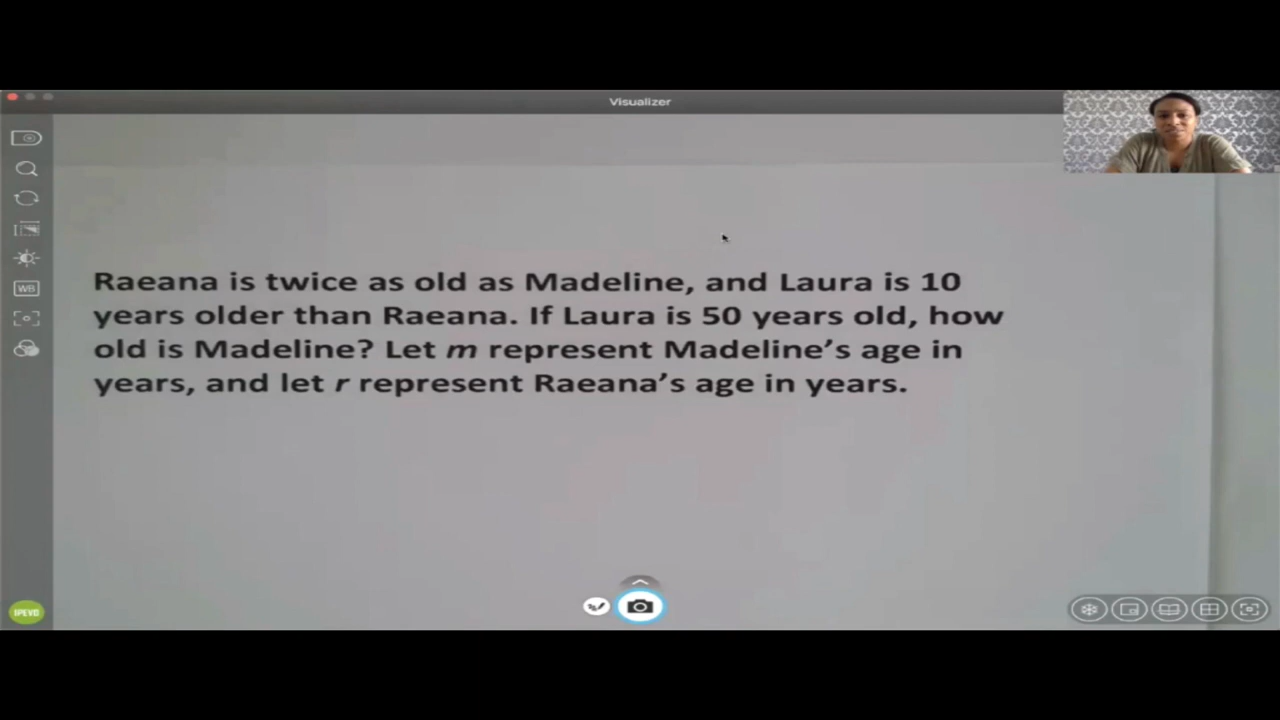 Visualizer
Raeana is twice as old as Madeline, and Laura is 10
years older than Raeana. If Laura is 50 years old, how
old is Madeline? Let m represent Madeline's age in
years, and let r represent Raeana's age in years.
WB
IPEVO